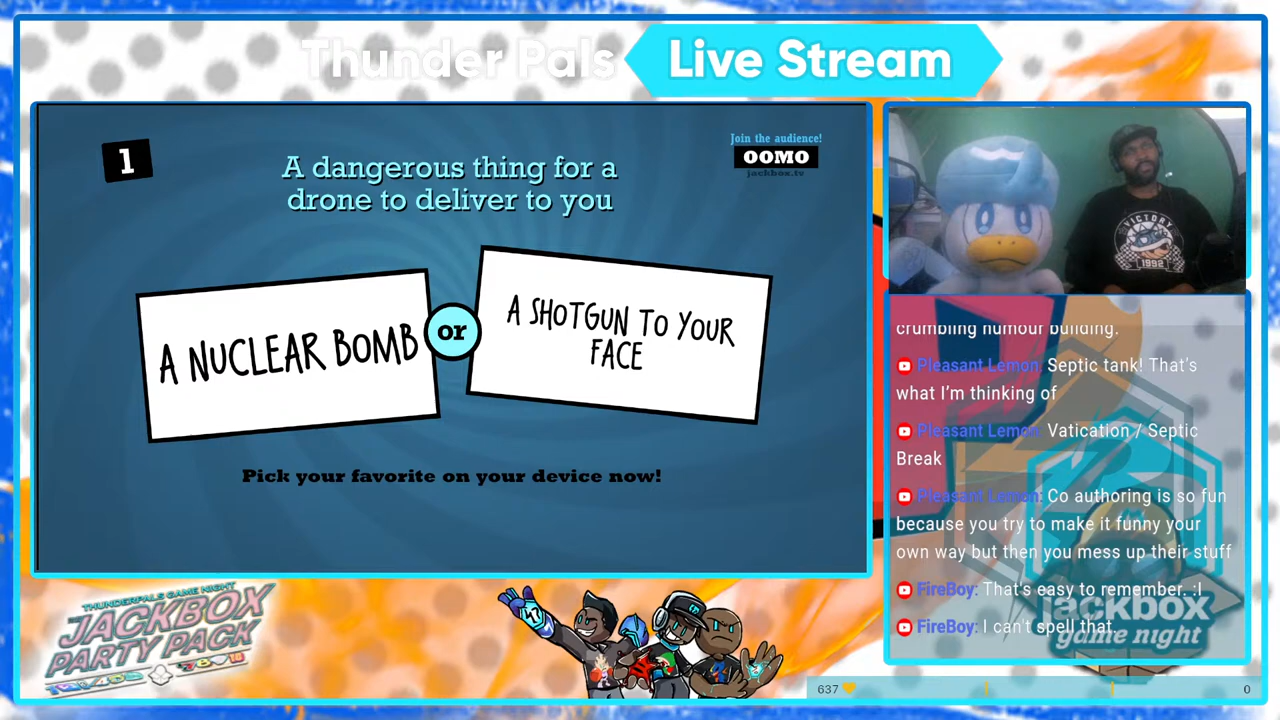 Thunder Pals
Live Stream
1
A dangerous thing for a
drone to deliver to you
Join the audience!
OOMO
jackbox.tv
A NUCLEAR BOMB
or
A SHOTGUN TO YOUR
FACE
Pick your favorite on your device now!
VICTORY
1992
crumbling humour building.
Pleasant Lemon: Septic tank! That's
what I'm thinking of
Pleasant Lemon: Vatication / Septic
Break
Pleasant Lemon: Co authoring is so fun
because you try to make it funny your
own way but then you mess up their stuff
FireBoy: That's easy to remember. :l
FireBoy: I can't spell that.
jackbox
game night
THUNDERPALS GAME NIGHT
JACKBOX
PARTY PACK
637
0